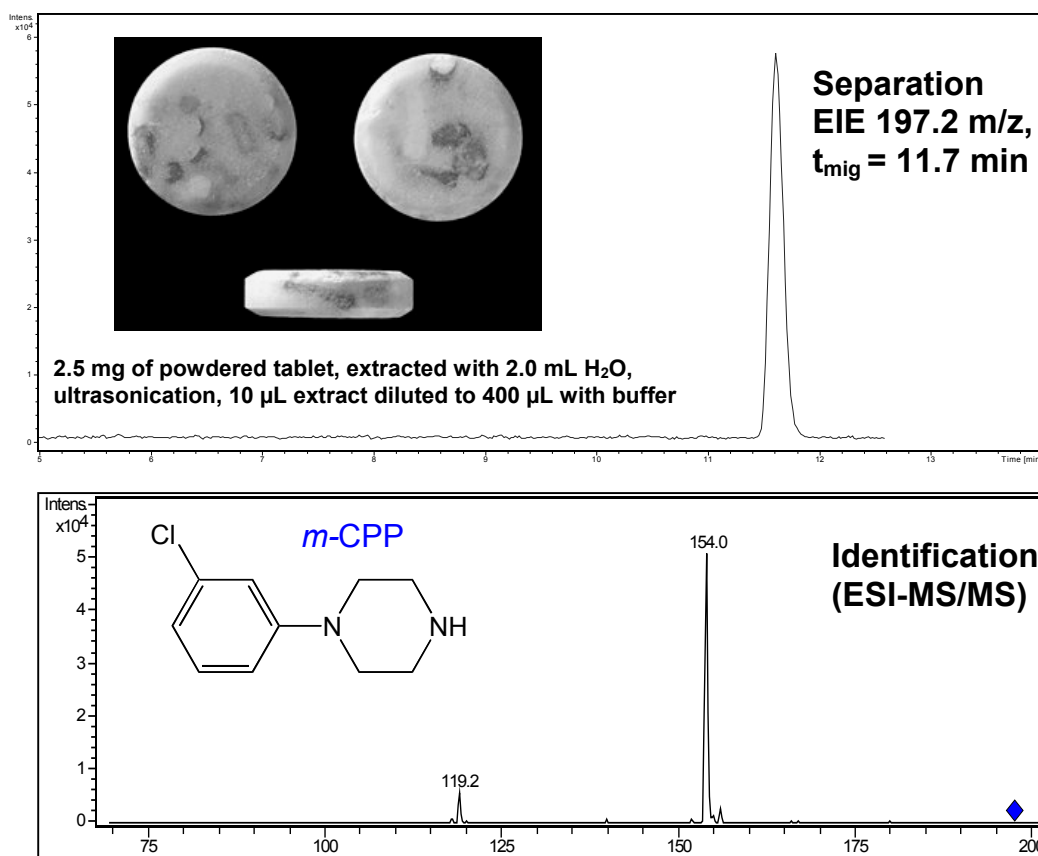 Intens.
x10⁴
6
5
4
3
2
1
0
Separation
EIE 197.2 m/z,
tmig = 11.7 min
2.5 mg of powdered tablet, extracted with 2.0 mL H₂O,
ultrasonication, 10 µL extract diluted to 400 µL with buffer
5 6 7 8 9 10 11 12 13 Time [min
Intens.
x10⁴
5
4
3
2
1
0
Cl
m-CPP
N
NH
154.0
119.2
Identification
(ESI-MS/MS)
75 100 125 150 175 200